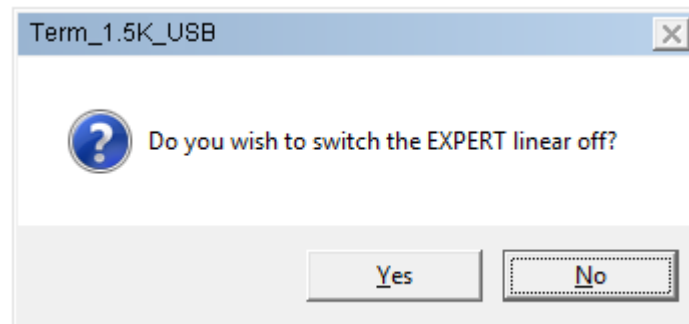 Term_1.5K_USB
Do you wish to switch the EXPERT linear off?
Yes
No